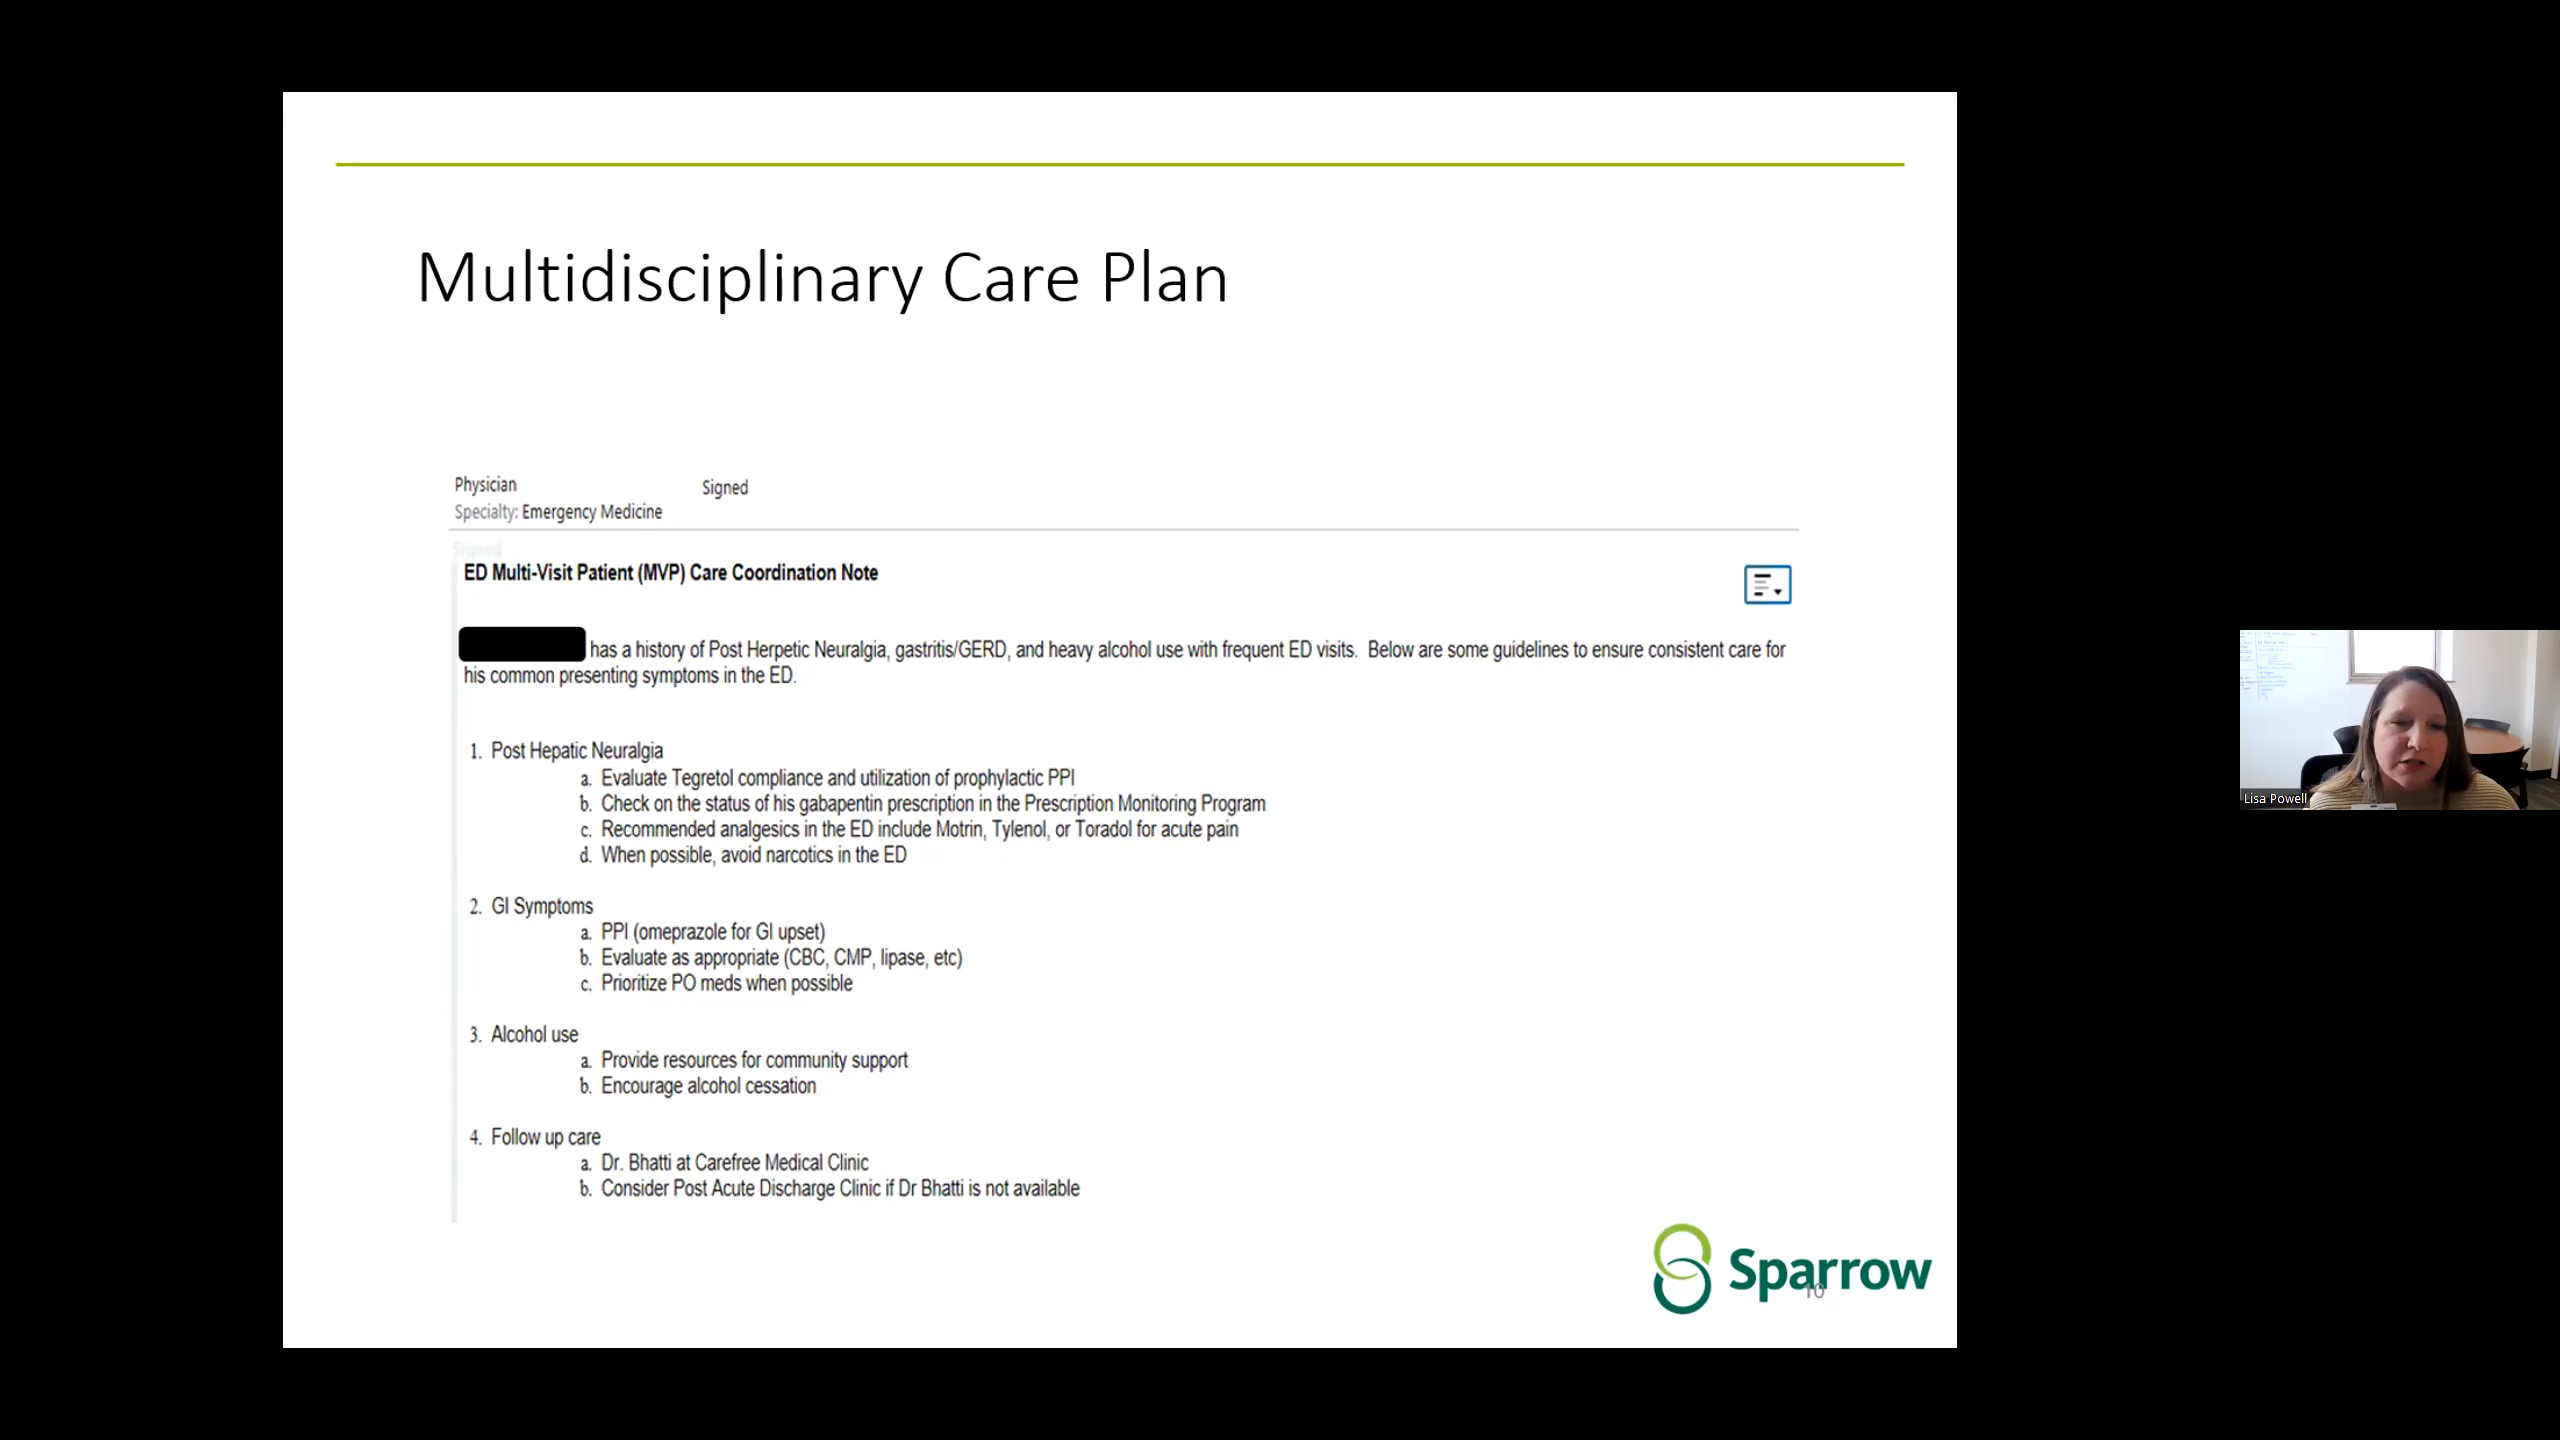 Multidisciplinary Care Plan
Physician
Signed
Specialty: Emergency Medicine
Signed
ED Multi-Visit Patient (MVP) Care Coordination Note
has a history of Post Herpetic Neuralgia, gastritis/GERD, and heavy alcohol use with frequent ED visits. Below are some guidelines to ensure consistent care for
his common presenting symptoms in the ED.
1. Post Hepatic Neuralgia
a. Evaluate Tegretol compliance and utilization of prophylactic PPI
b. Check on the status of his gabapentin prescription in the Prescription Monitoring Program
c. Recommended analgesics in the ED include Motrin, Tylenol, or Toradol for acute pain
d. When possible, avoid narcotics in the ED
2. GI Symptoms
a. PPI (omeprazole for GI upset)
b. Evaluate as appropriate (CBC, CMP, lipase, etc)
c. Prioritize PO meds when possible
3. Alcohol use
a. Provide resources for community support
b. Encourage alcohol cessation
4. Follow up care
a. Dr. Bhatti at Carefree Medical Clinic
b. Consider Post Acute Discharge Clinic if Dr Bhatti is not available
Sparrow
10
Lisa Powell